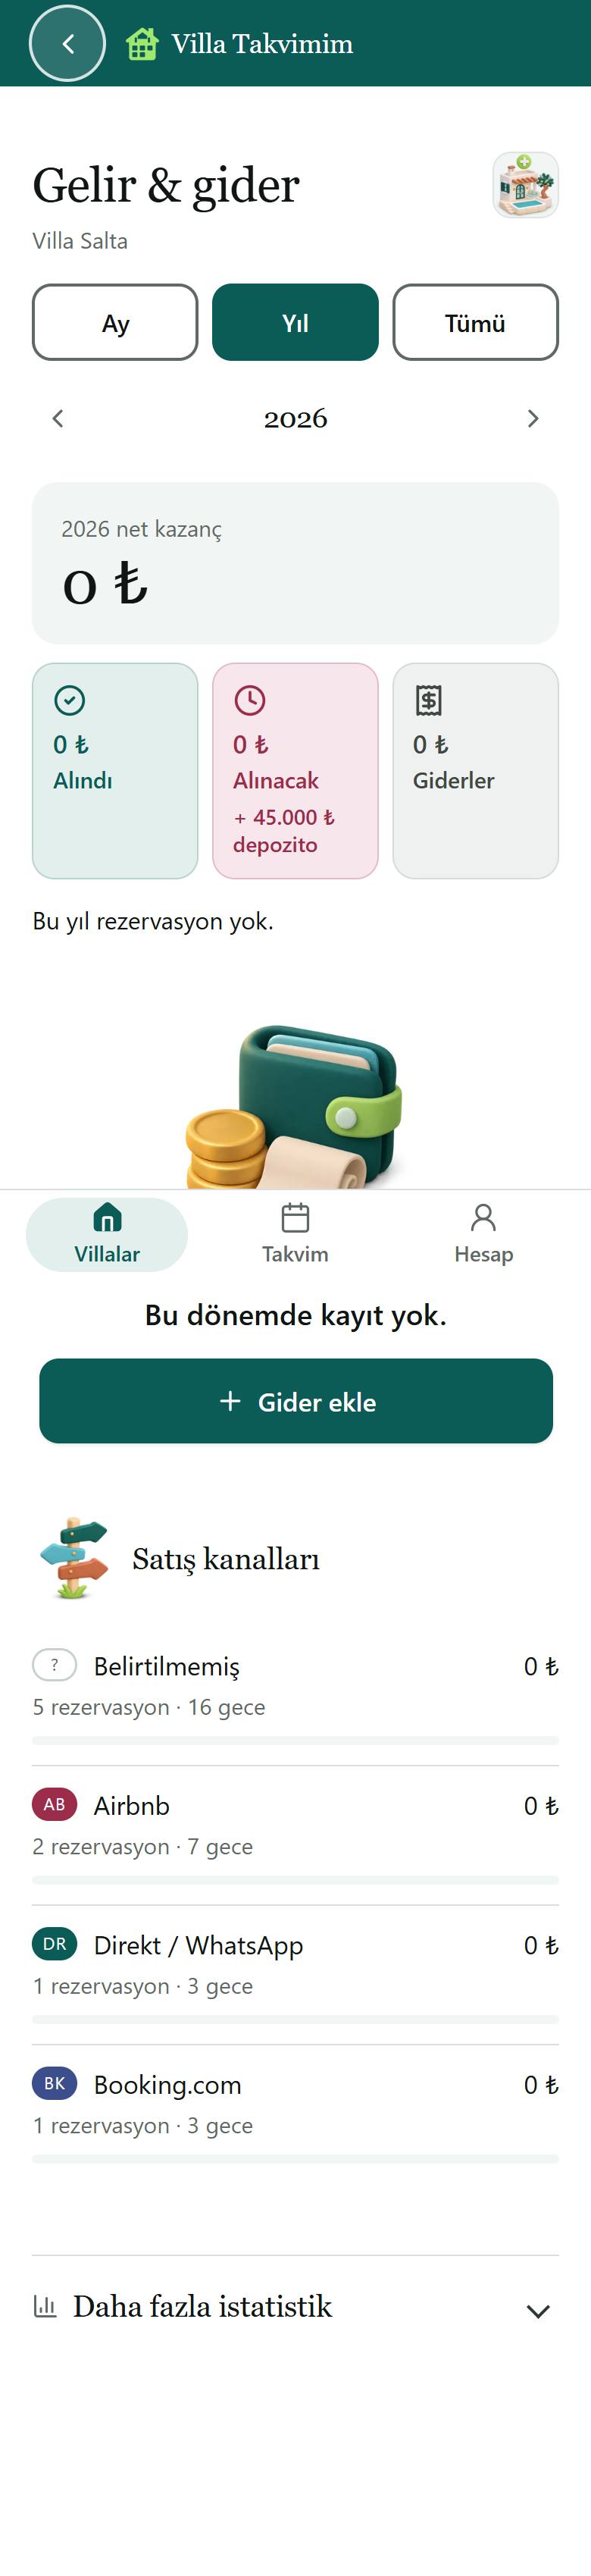 Villa Takvimim
Gelir & gider
Villa Salta
Ay
Yıl
Tümü
2026
2026 net kazanç
0 ₺
0 ₺
Alındı
0 ₺
Alınacak
+ 45.000 ₺
depozito
0 ₺
Giderler
Bu yıl rezervasyon yok.
Villalar
Takvim
Hesap
Bu dönemde kayıt yok.
+ Gider ekle
Satış kanalları
? Belirtilmemiş 0 ₺
5 rezervasyon · 16 gece
AB Airbnb 0 ₺
2 rezervasyon · 7 gece
DR Direkt / WhatsApp 0 ₺
1 rezervasyon · 3 gece
BK Booking.com 0 ₺
1 rezervasyon · 3 gece
Daha fazla istatistik